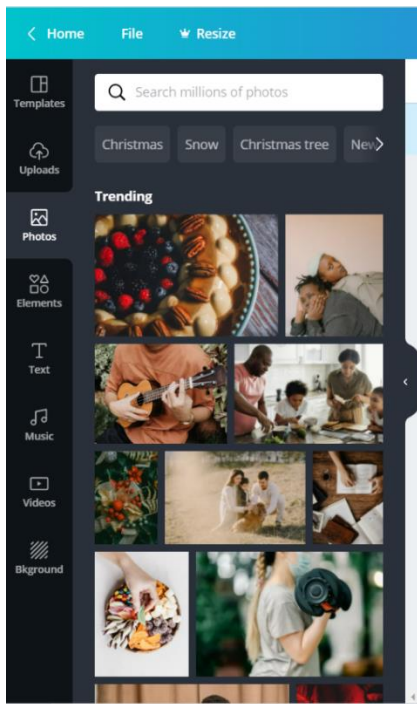 Home File Resize
Templates
Search millions of photos
Christmas Snow Christmas tree New
Uploads
Trending
Photos
Elements
Text
Music
Videos
Bkground